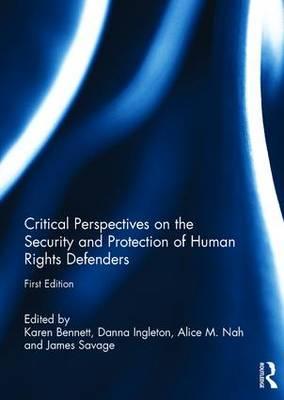 Critical Perspectives on the
Security and Protection of Human
Rights Defenders
First Edition
Edited by
Karen Bennett, Danna Ingleton, Alice M. Nah
and James Savage
ROUTLEDGE